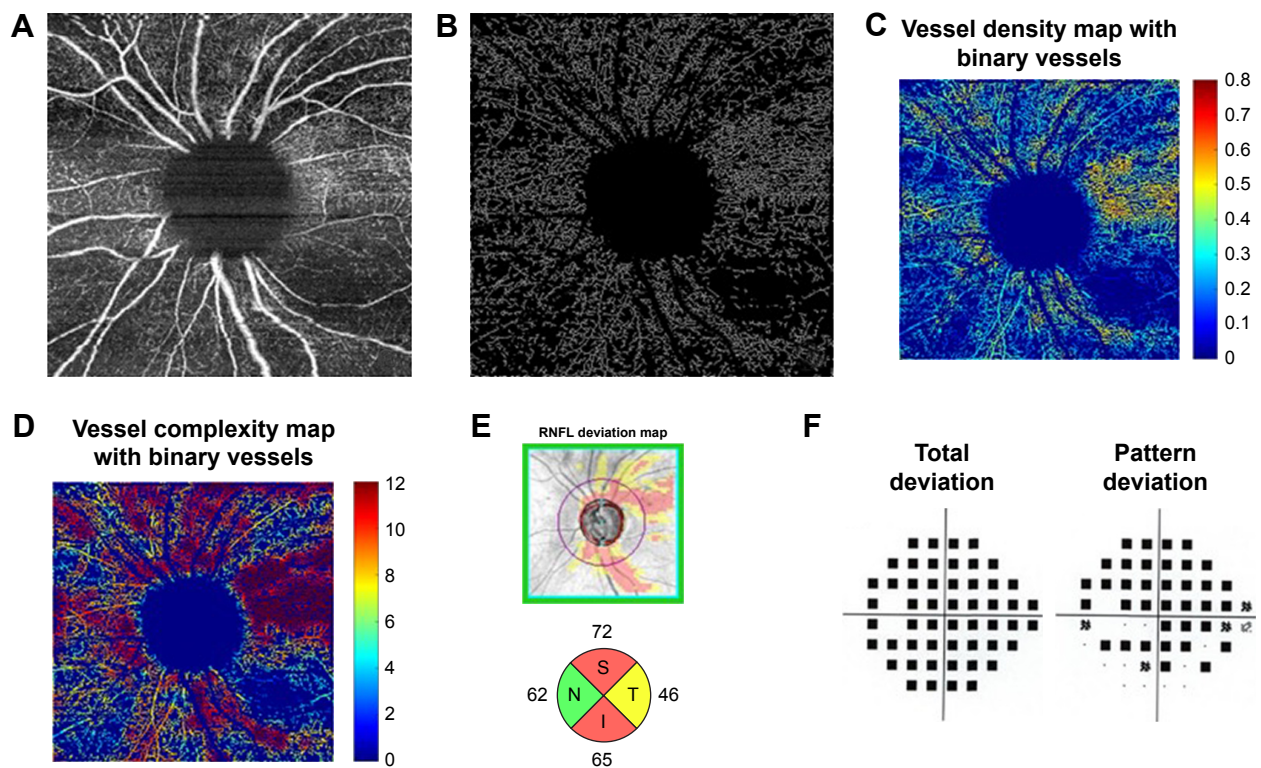 A
B
C
Vessel density map with
binary vessels
0.8
0.7
0.6
0.5
0.4
0.3
0.2
0.1
0
D
Vessel complexity map
with binary vessels
12
10
8
6
4
2
0
E
RNFL deviation map
72
S
62
N
T
46
I
65
F
Total
deviation
Pattern
deviation